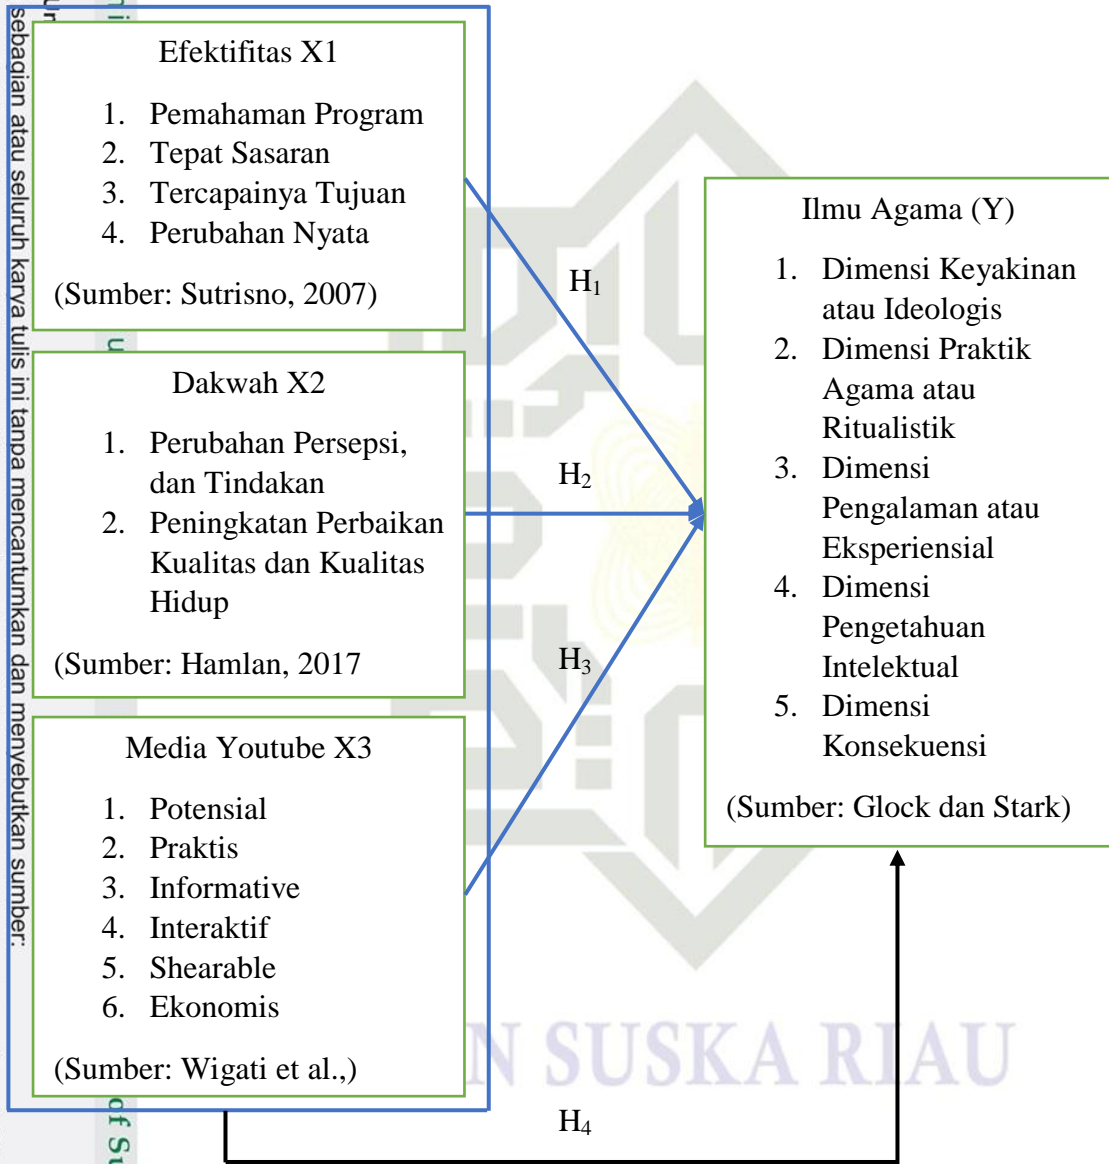 Efektifitas X1
1. Pemahaman Program
2. Tepat Sasaran
3. Tercapainya Tujuan
4. Perubahan Nyata
(Sumber: Sutrisno, 2007)
Dakwah X2
1. Perubahan Persepsi,
dan Tindakan
2. Peningkatan Perbaikan
Kualitas dan Kualitas
Hidup
(Sumber: Hamlan, 2017
Media Youtube X3
1. Potensial
2. Praktis
3. Informative
4. Interaktif
5. Shearable
6. Ekonomis
(Sumber: Wigati et al.,)
H₁
H₂
H₃
H₄
Ilmu Agama (Y)
1. Dimensi Keyakinan
atau Ideologis
2. Dimensi Praktik
Agama atau
Ritualistik
3. Dimensi
Pengalaman atau
Eksperiensial
4. Dimensi
Pengetahuan
Intelektual
5. Dimensi
Konsekuensi
(Sumber: Glock dan Stark)
N SUSKA RIAU
sebagian atau seluruh karya tulis ini tanpa mencantumkan dan menyebutkan sumber:
of Su